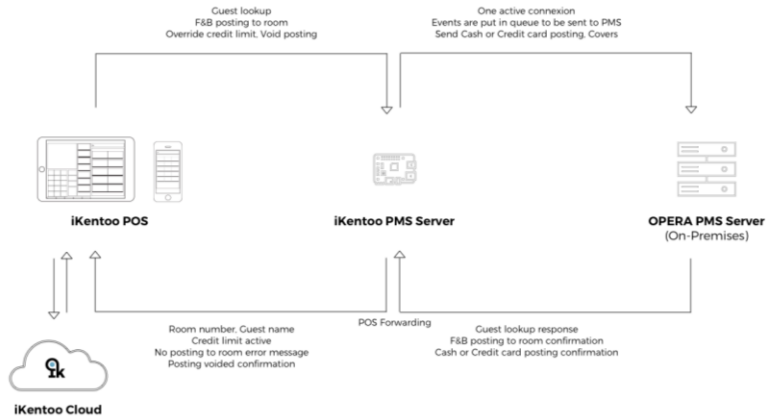 Guest lookup
F&B posting to room
Override credit limit, Void posting
One active connexion
Events are put in queue to be sent to PMS
Send Cash or Credit card posting, Covers
iKentoo POS
iKentoo PMS Server
OPERA PMS Server
(On-Premises)
Room number, Guest name
Credit limit active
No posting to room error message
Posting voided confirmation
POS Forwarding
Guest lookup response
F&B posting to room confirmation
Cash or Credit card posting confirmation
ik
iKentoo Cloud